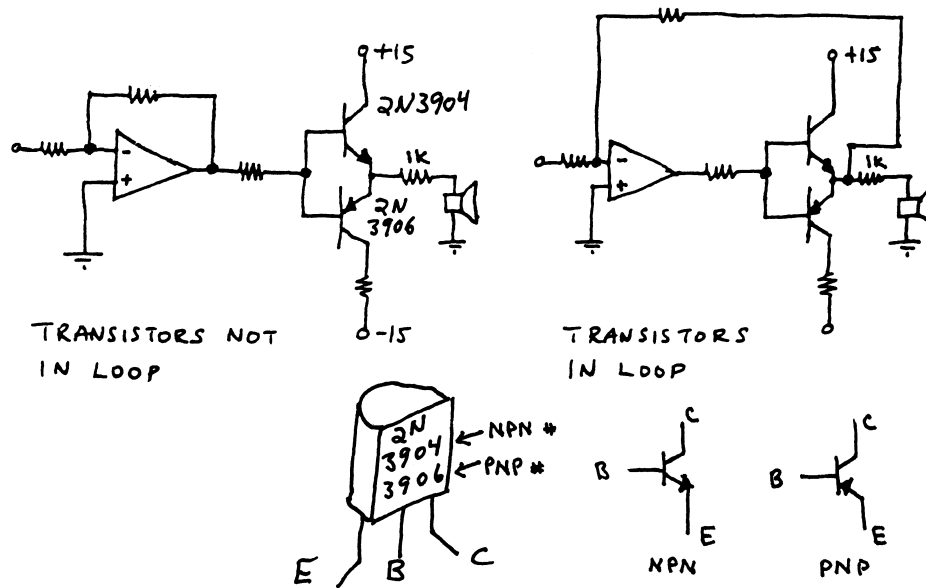 +15
2N3904
-
+
1K
2N
3906
-15
TRANSISTORS NOT
IN LOOP
+15
-
+
1K
TRANSISTORS
IN LOOP
2N
3904
3906
NPN #
PNP #
E B C
C
B
E
NPN
C
B
E
PNP